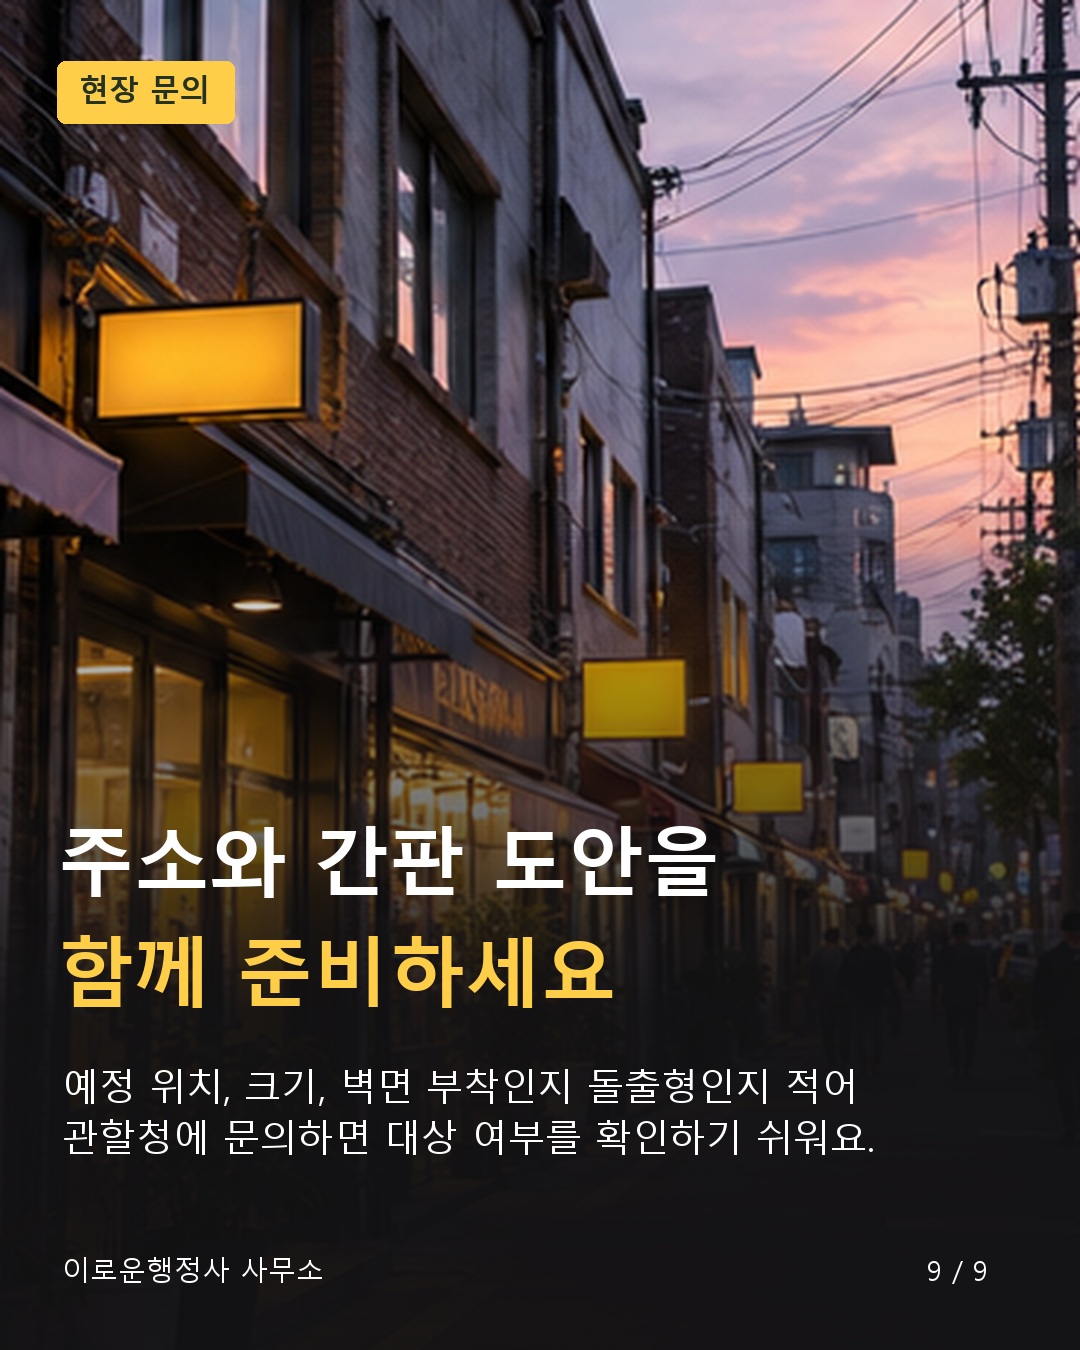 현장 문의
주소와 간판 도안을
함께 준비하세요
예정 위치, 크기, 벽면 부착인지 돌출형인지 적어
관할청에 문의하면 대상 여부를 확인하기 쉬워요.
이로운행정사 사무소
9 / 9